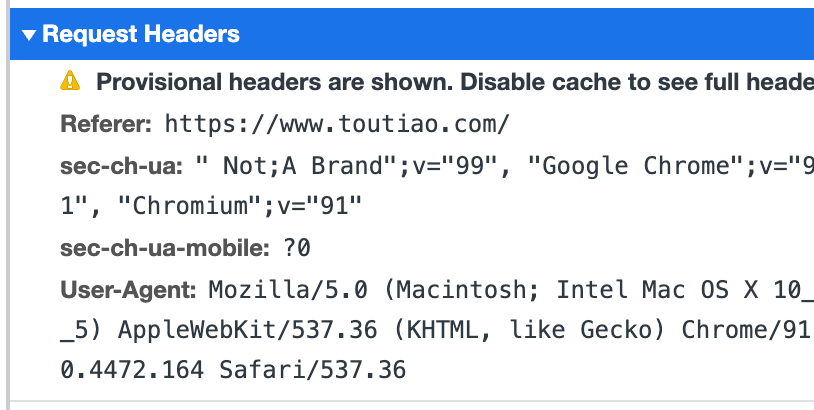 Request Headers
Provisional headers are shown. Disable cache to see full heade
Referer: https://www.toutiao.com/
sec-ch-ua: " Not;A Brand";v="99", "Google Chrome";v="9
1", "Chromium";v="91"
sec-ch-ua-mobile: ?0
User-Agent: Mozilla/5.0 (Macintosh; Intel Mac OS X 10_
_5) AppleWebKit/537.36 (KHTML, like Gecko) Chrome/91
0.4472.164 Safari/537.36